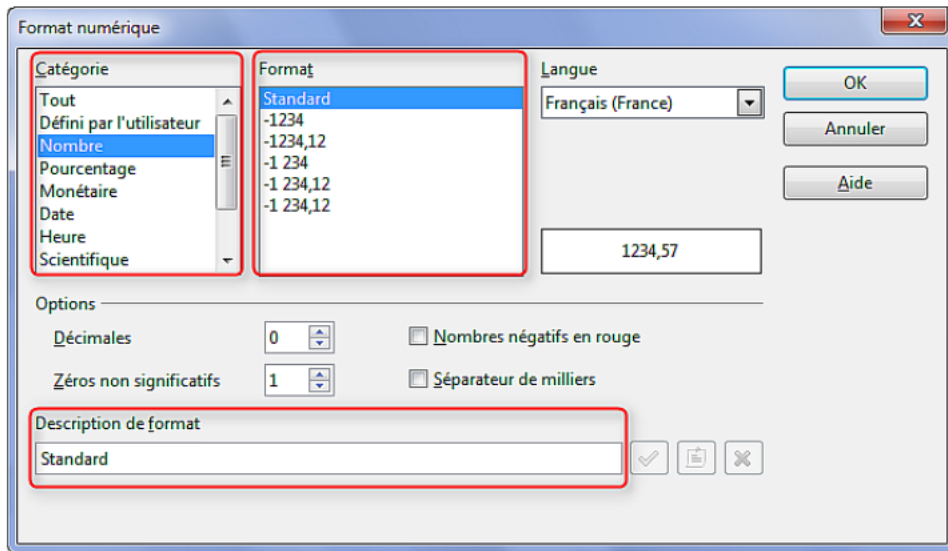 Format numérique
Catégorie
Tout
Défini par l'utilisateur
Nombre
Pourcentage
Monétaire
Date
Heure
Scientifique
Format
Standard
-1234
-1234,12
-1 234
-1 234,12
-1 234,12
Langue
Français (France)
1234,57
OK
Annuler
Aide
Options
Décimales 0
Nombres négatifs en rouge
Zéros non significatifs 1
Séparateur de milliers
Description de format
Standard